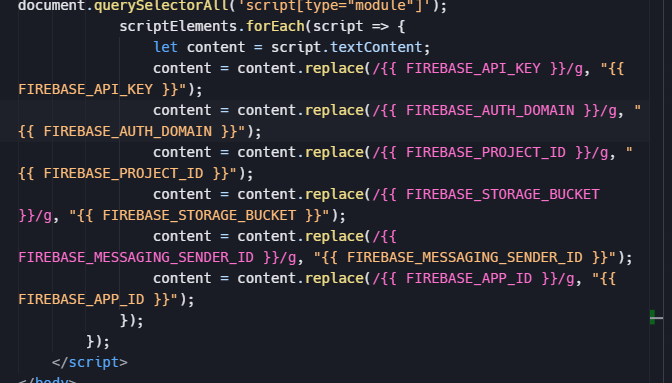 document.querySelectorAll('script[type="module"]');
scriptElements.forEach(script => {
let content = script.textContent;
content = content.replace(/{{ FIREBASE_API_KEY }}/g, "{{
FIREBASE_API_KEY }}");
content = content.replace(/{{ FIREBASE_AUTH_DOMAIN }}/g, "
{{ FIREBASE_AUTH_DOMAIN }}");
content = content.replace(/{{ FIREBASE_PROJECT_ID }}/g, "
{{ FIREBASE_PROJECT_ID }}");
content = content.replace(/{{ FIREBASE_STORAGE_BUCKET
}}/g, "{{ FIREBASE_STORAGE_BUCKET }}");
content = content.replace(/{{
FIREBASE_MESSAGING_SENDER_ID }}/g, "{{ FIREBASE_MESSAGING_SENDER_ID }}");
content = content.replace(/{{ FIREBASE_APP_ID }}/g, "{{
FIREBASE_APP_ID }}");
});
});
</script>
</body>